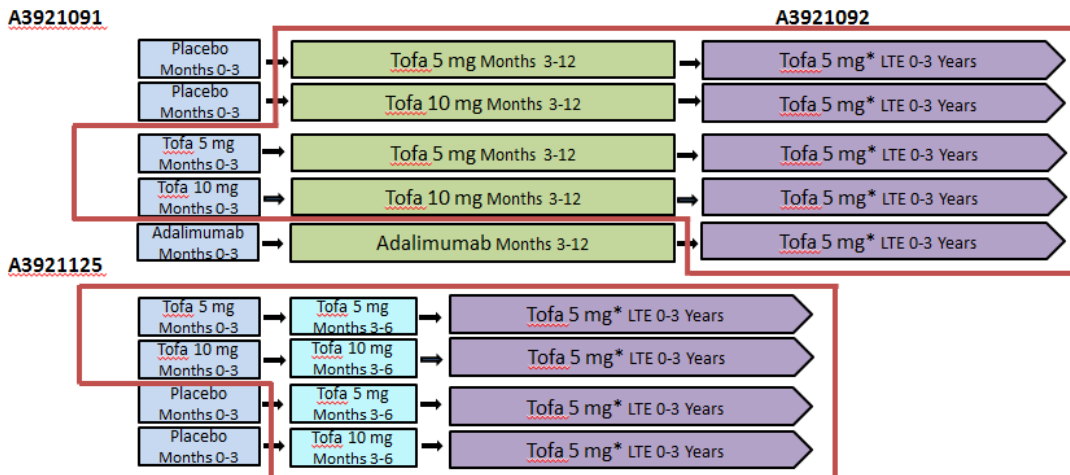 A3921091 A3921092
Placebo
Months 0-3
Tofa 5 mg Months 3-12
Tofa 5 mg* LTE 0-3 Years
Placebo
Months 0-3
Tofa 10 mg Months 3-12
Tofa 5 mg* LTE 0-3 Years
Tofa 5 mg
Months 0-3
Tofa 5 mg Months 3-12
Tofa 5 mg* LTE 0-3 Years
Tofa 10 mg
Months 0-3
Tofa 10 mg Months 3-12
Tofa 5 mg* LTE 0-3 Years
Adalimumab
Months 0-3
Adalimumab Months 3-12
Tofa 5 mg* LTE 0-3 Years
A3921125
Tofa 5 mg
Months 0-3
Tofa 5 mg
Months 3-6
Tofa 5 mg* LTE 0-3 Years
Tofa 10 mg
Months 0-3
Tofa 10 mg
Months 3-6
Tofa 5 mg* LTE 0-3 Years
Placebo
Months 0-3
Tofa 5 mg
Months 3-6
Tofa 5 mg* LTE 0-3 Years
Placebo
Months 0-3
Tofa 10 mg
Months 3-6
Tofa 5 mg* LTE 0-3 Years